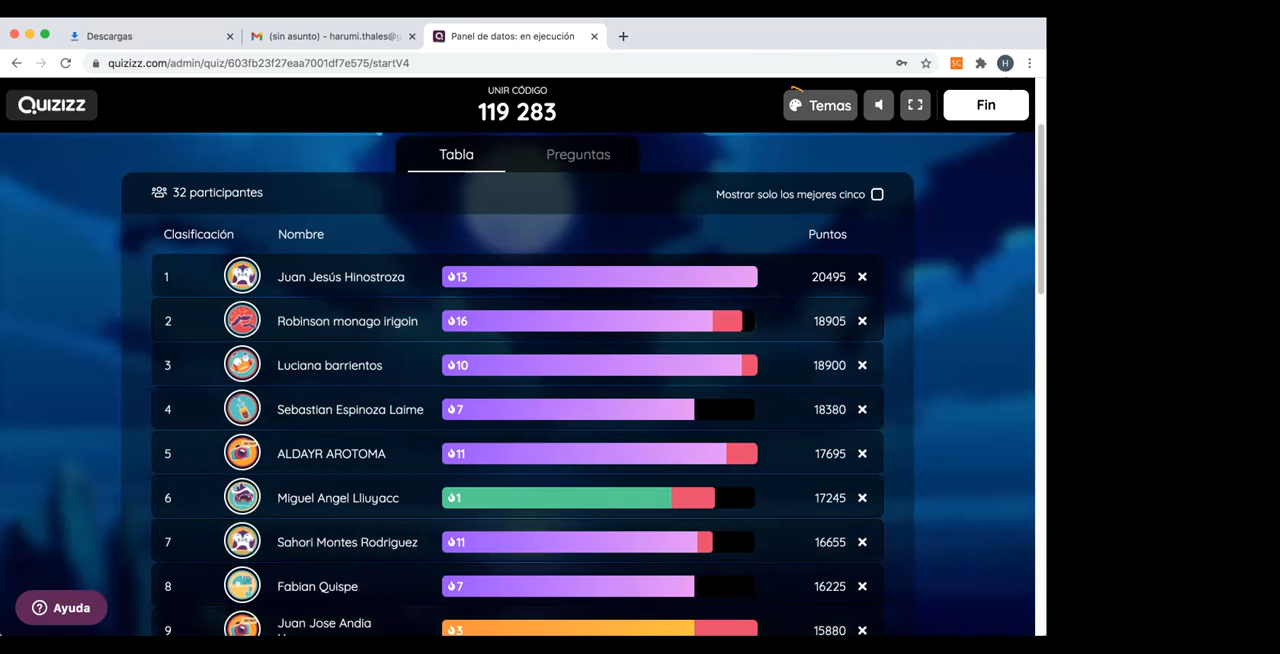 Descargas
(sin asunto) - harumi.thales@g
Panel de datos: en ejecución
quizizz.com/admin/quiz/603fb23f27eaa7001df7e575/startV4
SC
H
QUIZIZZ
UNIR CÓDIGO
119 283
Temas
Fin
Tabla
Preguntas
32 participantes
Mostrar solo los mejores cinco
Clasificación Nombre Puntos
1 Juan Jesús Hinostroza 13 20495
2 Robinson monago irigoin 16 18905
3 Luciana barrientos 10 18900
4 Sebastian Espinoza Laime 7 18380
5 ALDAYR AROTOMA 11 17695
6 Miguel Angel Lliuyacc 1 17245
7 Sahori Montes Rodriguez 11 16655
8 Fabian Quispe 7 16225
9 Juan Jose Andia 3 15880
Ayuda